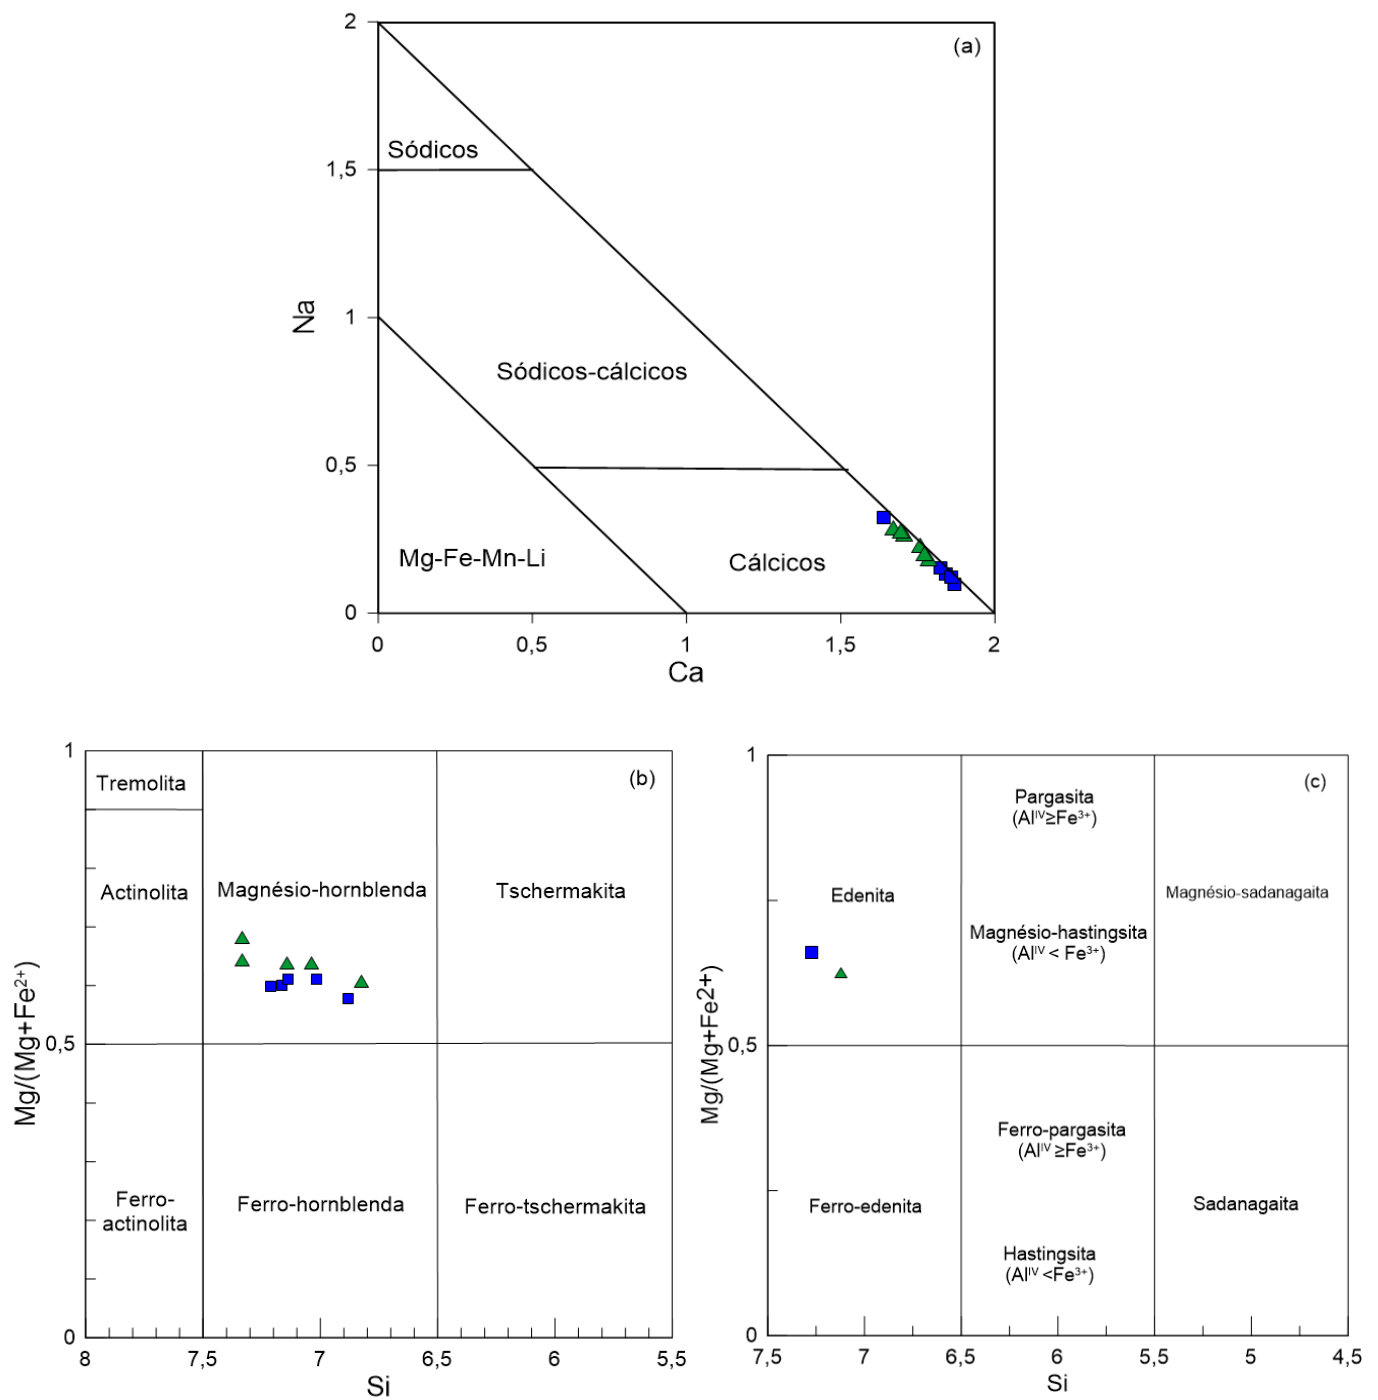 (a)
2
Sódicos
1,5
Na
1
Sódicos-cálcicos
0,5
Mg-Fe-Mn-Li
Cálcicos
0
0
0,5
1
1,5
2
Ca
1
Tremolita
(b)
Actinolita
Magnésio-hornblenda
Tschermakita
Mg/(Mg+Fe²⁺)
0,5
Ferro-
actinolita
Ferro-hornblenda
Ferro-tschermakita
0
8
7,5
7
6,5
6
5,5
Si
1
(c)
Pargasita
(Alᴵⱽ≥Fe³⁺)
Edenita
Magnésio-sadanagaita
Magnésio-hastingsita
(Alᴵⱽ < Fe³⁺)
Mg/(Mg+Fe2+)
0,5
Ferro-pargasita
(Alᴵⱽ ≥Fe³⁺)
Ferro-edenita
Sadanagaita
Hastingsita
(Alᴵⱽ <Fe³⁺)
0
7,5
7
6,5
6
5,5
5
4,5
Si